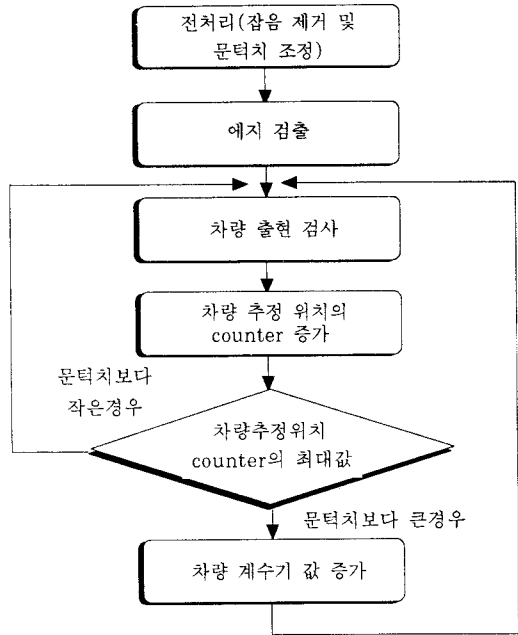 전처리(잡음 제거 및
문턱치 조정)
에지 검출
차량 출현 검사
차량 추정 위치의
counter 증가
문턱치보다
작은경우
차량추정위치
counter의 최대값
문턱치보다 큰경우
차량 계수기 값 증가